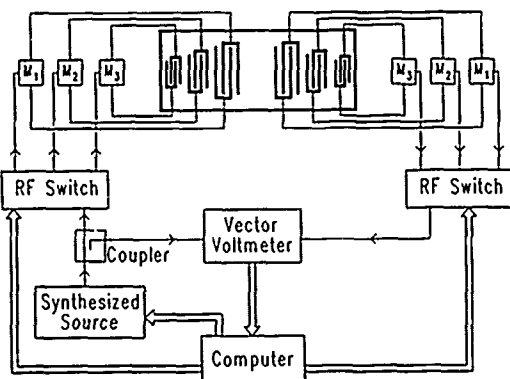 M1 M2 M3 M3 M2 M1
RF Switch RF Switch
Coupler
Vector
Voltmeter
Synthesized
Source
Computer